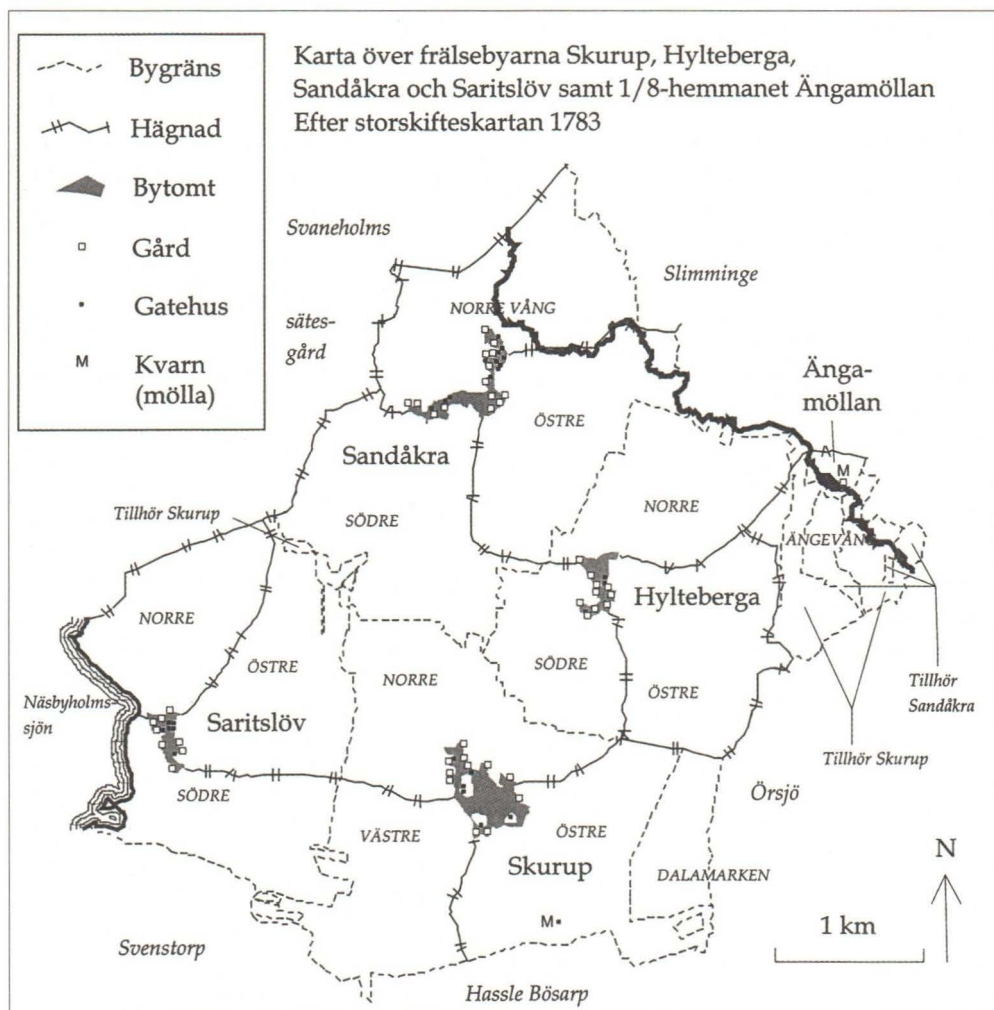 Karta över frälsebyarna Skurup, Hylteberga,
Sandåkra och Saritslöv samt 1/8-hemmanet Ängamöllan
Efter storskifteskartan 1783
Bygräns
Hägnad
Bytomt
Gård
Gatehus
M Kvarn
(mölla)
Svaneholms
sätes-
gård
Slimminge
NORRE VÅNG
Änga-
möllan
ÖSTRE
Sandåkra
M
Tillhör Skurup
SÖDRE
NORRE
ÄNGEVÅNG
Hylteberga
NORRE
ÖSTRE
NORRE
SÖDRE
ÖSTRE
Tillhör
Sandåkra
Näsbyholms-
sjön
Saritslöv
Tillhör Skurup
SÖDRE
Örsjö
VÄSTRE
ÖSTRE
Skurup
DALAMARKEN
N
M
1 km
Svenstorp
Hassle Bösarp